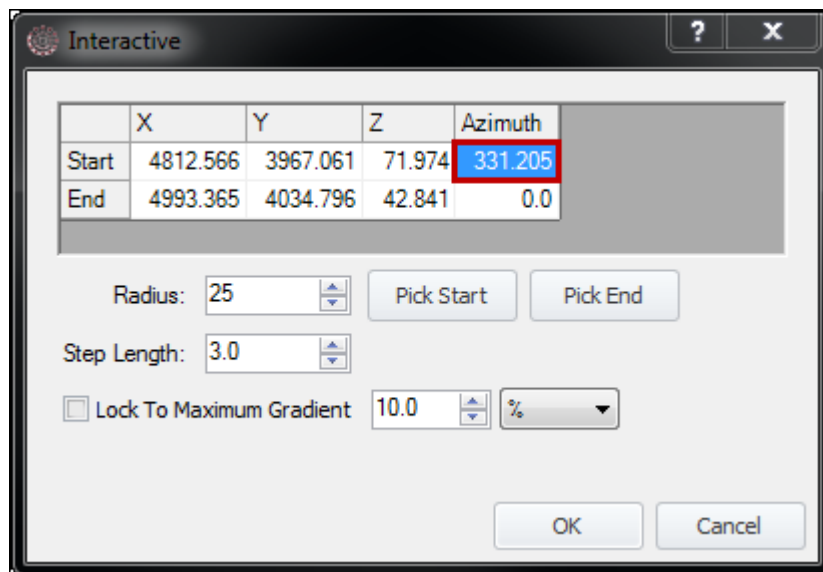 Interactive
? X
X Y Z Azimuth
Start 4812.566 3967.061 71.974 331.205
End 4993.365 4034.796 42.841 0.0
Radius: 25 Pick Start Pick End
Step Length: 3.0
Lock To Maximum Gradient 10.0 %
OK Cancel